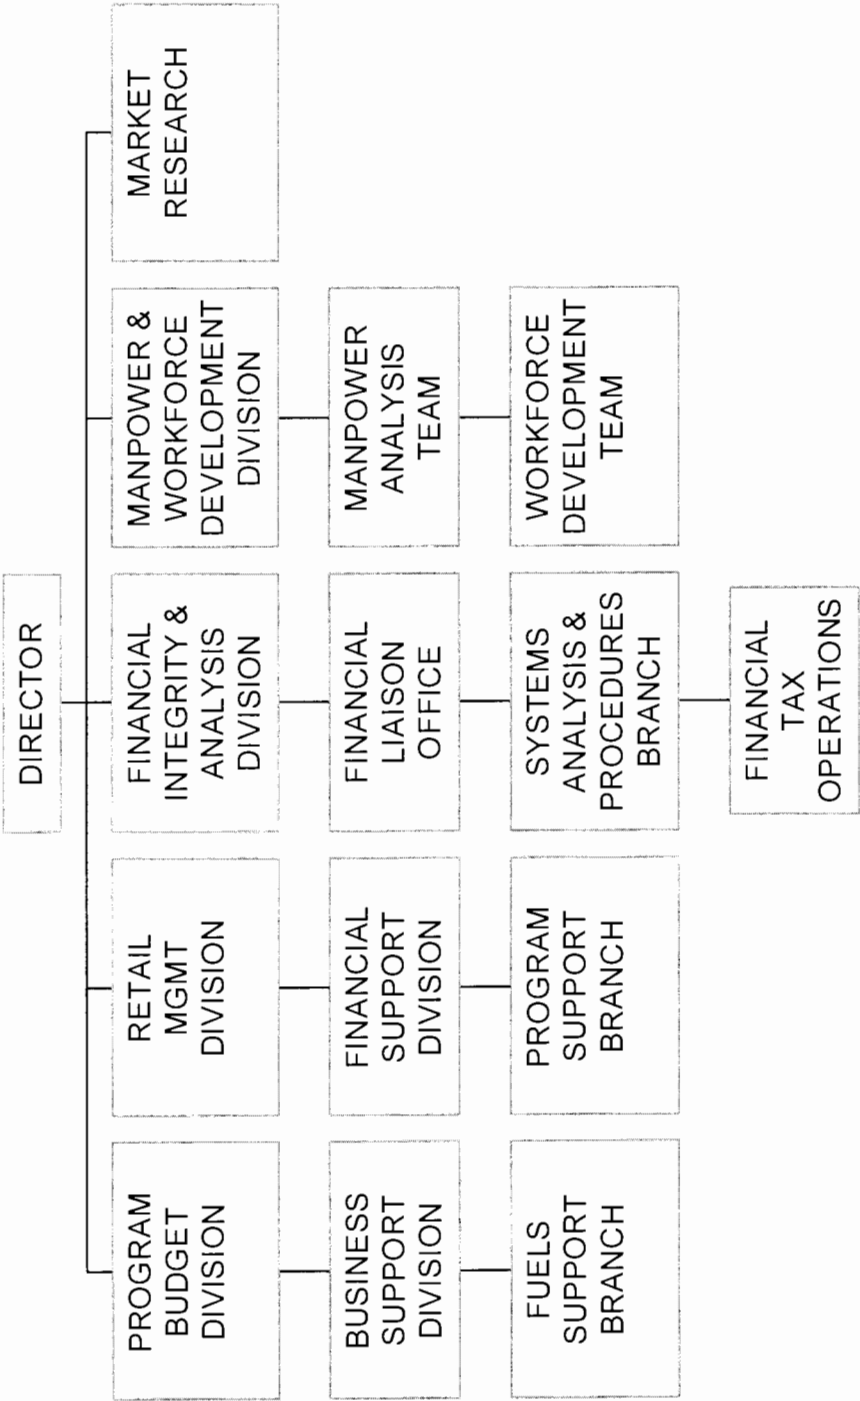 DIRECTOR
PROGRAM
BUDGET
DIVISION
RETAIL
MGMT
DIVISION
FINANCIAL
INTEGRITY &
ANALYSIS
DIVISION
MANPOWER &
WORKFORCE
DEVELOPMENT
DIVISION
MARKET
RESEARCH
BUSINESS
SUPPORT
DIVISION
FINANCIAL
SUPPORT
DIVISION
FINANCIAL
LIAISON
OFFICE
MANPOWER
ANALYSIS
TEAM
FUELS
SUPPORT
BRANCH
PROGRAM
SUPPORT
BRANCH
SYSTEMS
ANALYSIS &
PROCEDURES
BRANCH
WORKFORCE
DEVELOPMENT
TEAM
FINANCIAL
TAX
OPERATIONS